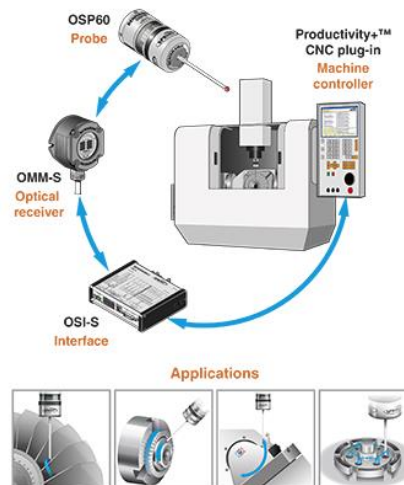 OSP60
Probe
Productivity+™
CNC plug-in
Machine
controller
OMM-S
Optical
receiver
OSI-S
Interface
Applications